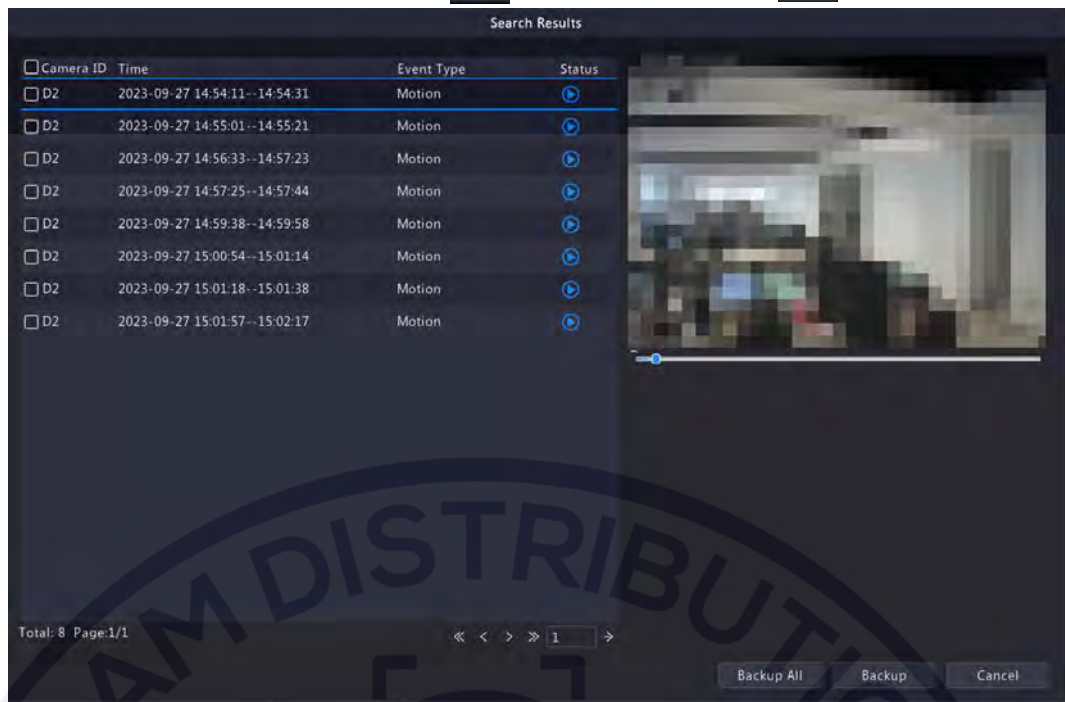 Search Results
Camera ID Time Event Type Status
D2 2023-09-27 14:54:11--14:54:31 Motion
D2 2023-09-27 14:55:01--14:55:21 Motion
D2 2023-09-27 14:56:33--14:57:23 Motion
D2 2023-09-27 14:57:25--14:57:44 Motion
D2 2023-09-27 14:59:38--14:59:58 Motion
D2 2023-09-27 15:00:54--15:01:14 Motion
D2 2023-09-27 15:01:18--15:01:38 Motion
D2 2023-09-27 15:01:57--15:02:17 Motion
AM DISTRIBUTIO
Total: 8 Page:1/1 « < > » 1 →
Backup All Backup Cancel